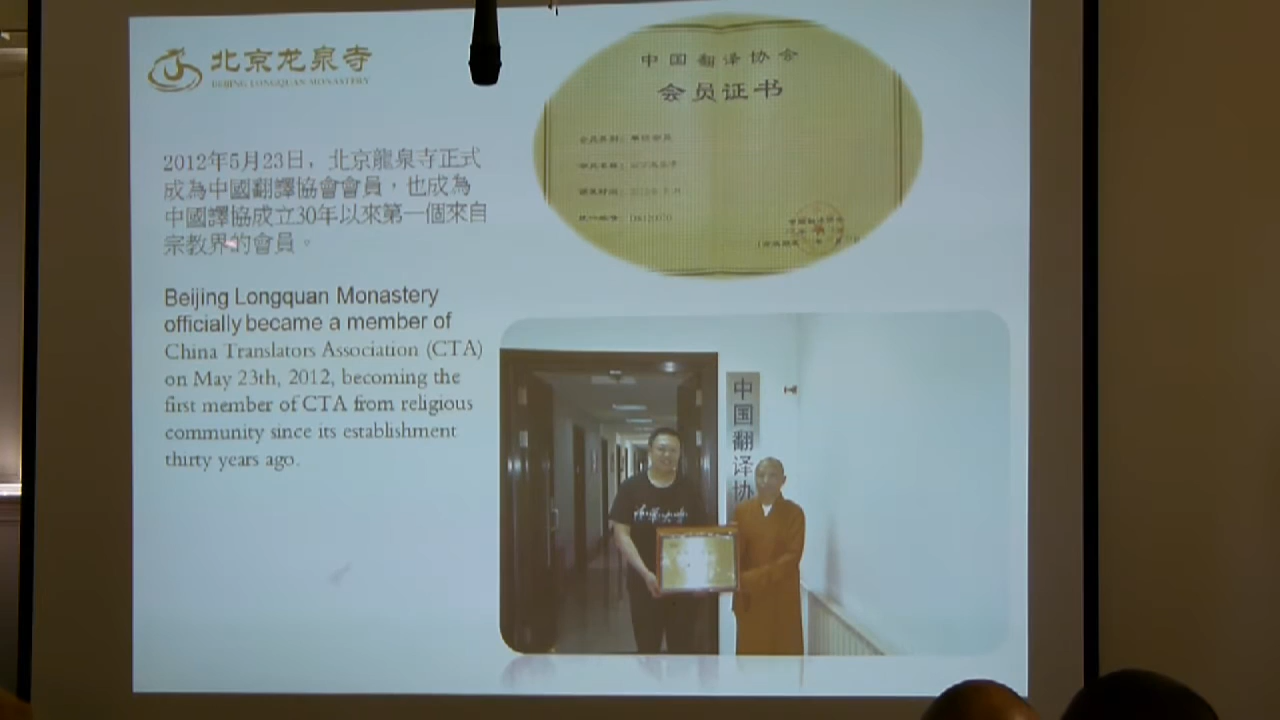 北京龙泉寺
BEIJING LONGQUAN MONASTERY
2012年5月23日，北京龍泉寺正式
成為中國翻譯協會會員，也成為
中國譯協成立30年以來第一個來自
宗教界的會員。
Beijing Longquan Monastery
officially became a member of
China Translators Association (CTA)
on May 23th, 2012, becoming the
first member of CTA from religious
community since its establishment
thirty years ago.
中国翻译协会
会员证书
中国翻译协